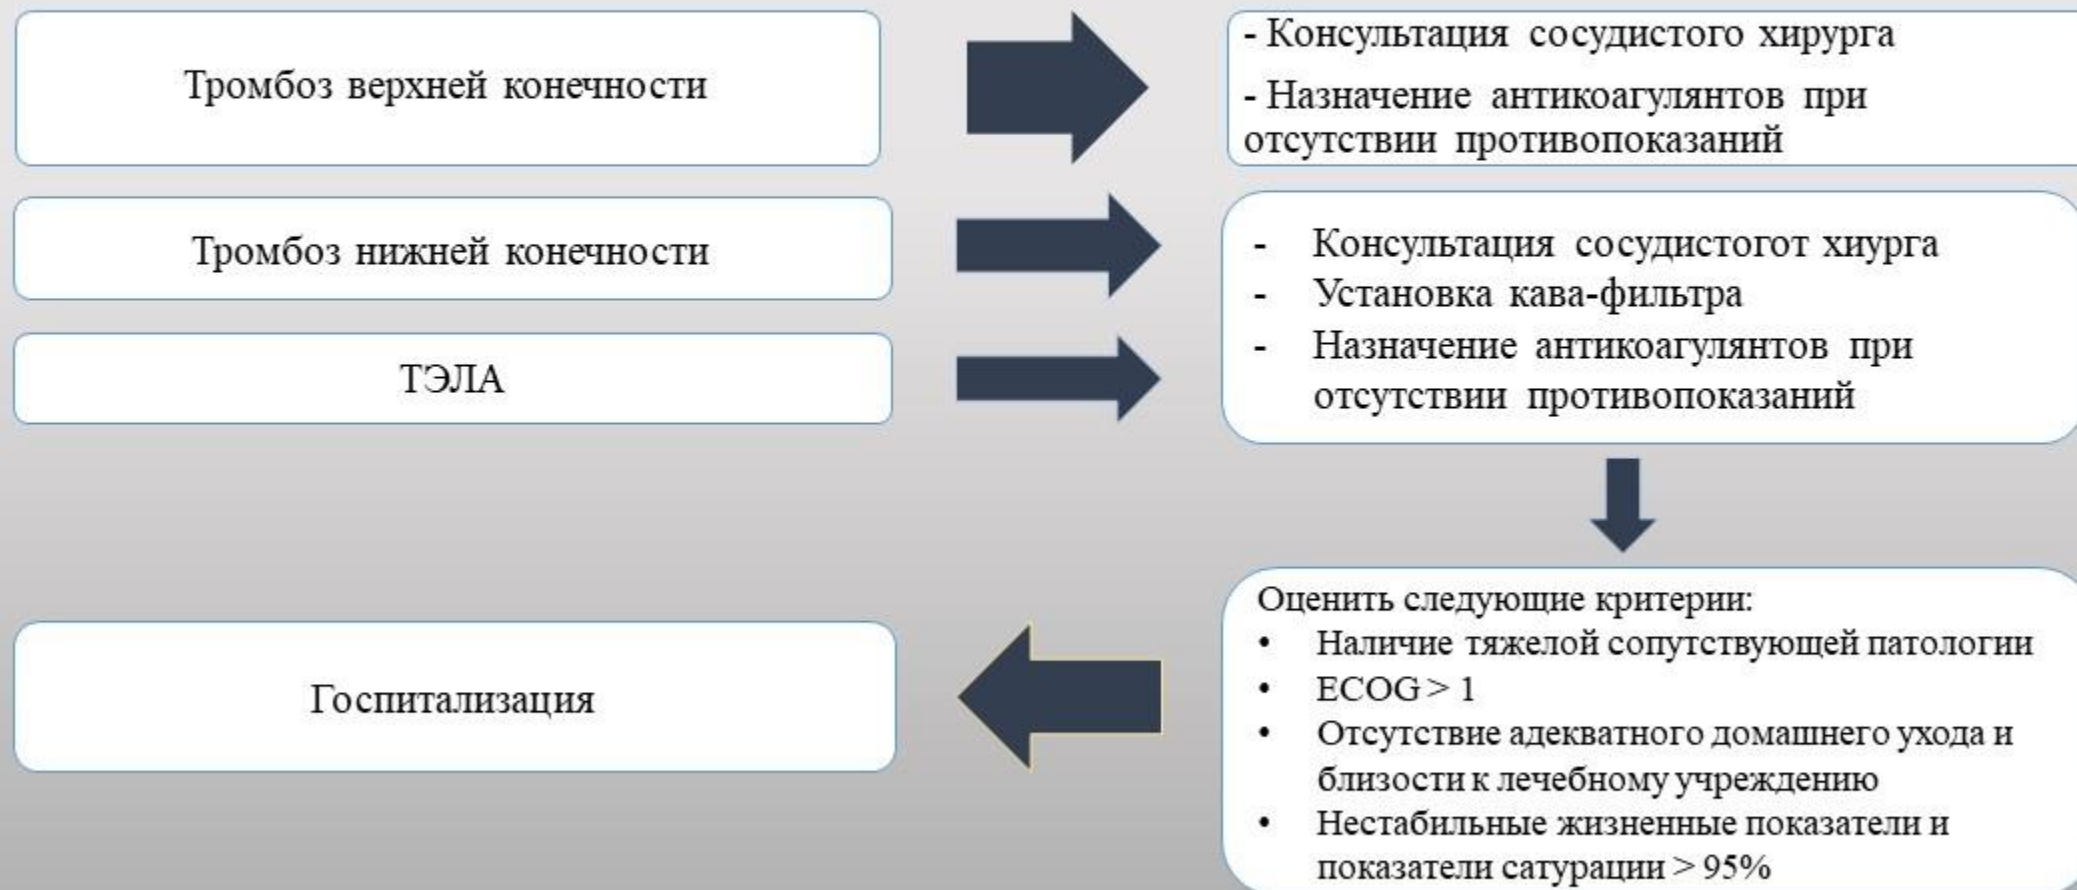 Тромбоз верхней конечности
- Консультация сосудистого хирурга
- Назначение антикоагулянтов при
отсутствии противопоказаний
Тромбоз нижней конечности
ТЭЛА
- Консультация сосудистогот хиурга
- Установка кава-фильтра
- Назначение антикоагулянтов при
отсутствии противопоказаний
Оценить следующие критерии:
• Наличие тяжелой сопутствующей патологии
• ECOG > 1
• Отсутствие адекватного домашнего ухода и
близости к лечебному учреждению
• Нестабильные жизненные показатели и
показатели сатурации > 95%
Госпитализация